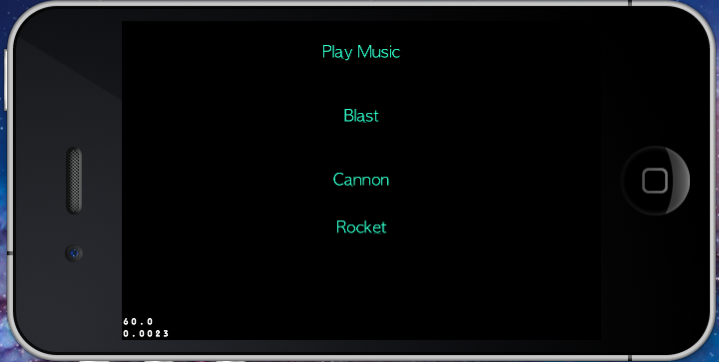 Play Music
Blast
Cannon
Rocket
60.0
0.0023